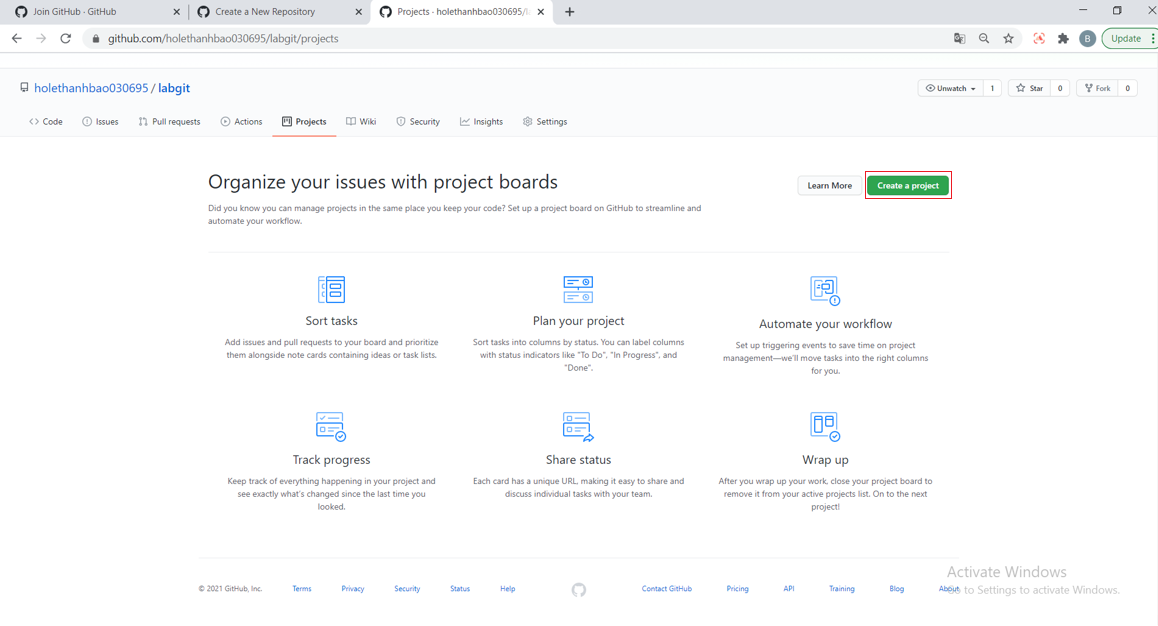 Join GitHub · GitHub
Create a New Repository
Projects · holethanhbao030695/l
github.com/holethanhbao030695/labgit/projects
B
Update
holethanhbao030695 / labgit
Unwatch 1
Star 0
Fork 0
Code
Issues
Pull requests
Actions
Projects
Wiki
Security
Insights
Settings
Organize your issues with project boards
Learn More
Create a project
Did you know you can manage projects in the same place you keep your code? Set up a project board on GitHub to streamline and
automate your workflow.
Sort tasks
Add issues and pull requests to your board and prioritize
them alongside note cards containing ideas or task lists.
Plan your project
Sort tasks into columns by status. You can label columns
with status indicators like "To Do", "In Progress", and
"Done".
Automate your workflow
Set up triggering events to save time on project
management—we'll move tasks into the right columns
for you.
Track progress
Keep track of everything happening in your project and
see exactly what's changed since the last time you
looked.
Share status
Each card has a unique URL, making it easy to share and
discuss individual tasks with your team.
Wrap up
After you wrap up your work, close your project board to
remove it from your active projects list. On to the next
project!
© 2021 GitHub, Inc.
Terms
Privacy
Security
Status
Help
Contact GitHub
Pricing
API
Training
Blog
About
Activate Windows
Go to Settings to activate Windows.